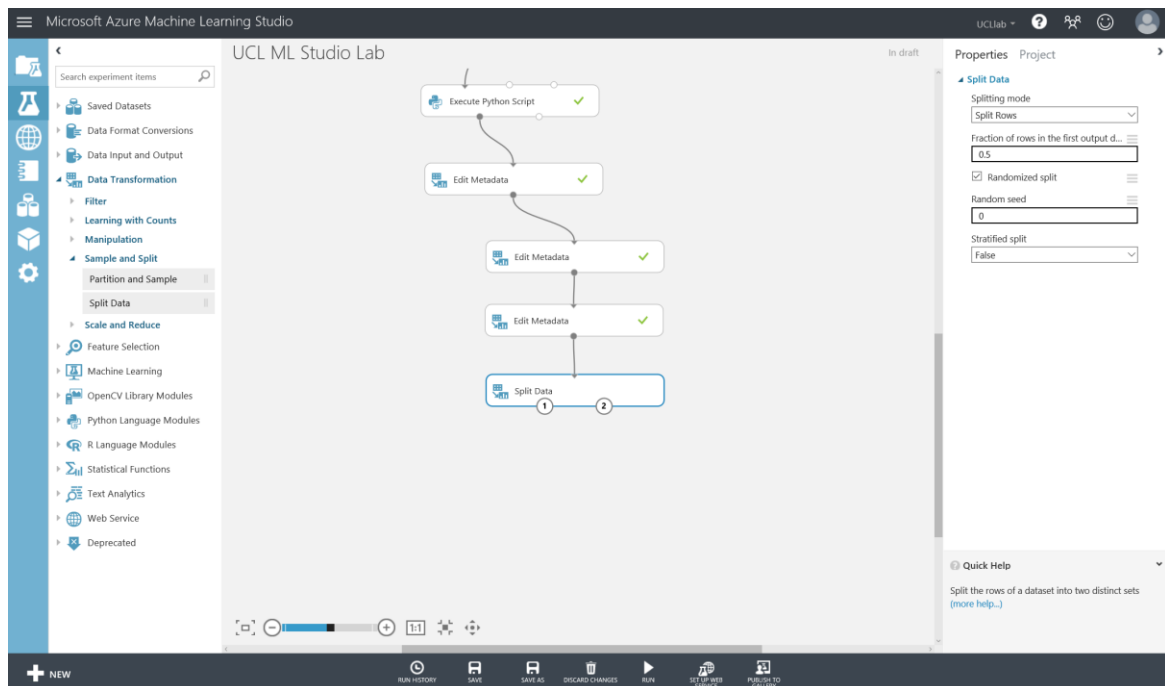 Microsoft Azure Machine Learning Studio
UCLlab
?
UCL ML Studio Lab
In draft
Search experiment items
Saved Datasets
Data Format Conversions
Data Input and Output
Data Transformation
Filter
Learning with Counts
Manipulation
Sample and Split
Partition and Sample
Split Data
Scale and Reduce
Feature Selection
Machine Learning
OpenCV Library Modules
Python Language Modules
R Language Modules
Statistical Functions
Text Analytics
Web Service
Deprecated
Execute Python Script
Edit Metadata
Edit Metadata
Edit Metadata
Split Data
1 2
1:1
Properties Project
Split Data
Splitting mode
Split Rows
Fraction of rows in the first output d...
0.5
Randomized split
Random seed
0
Stratified split
False
Quick Help
Split the rows of a dataset into two distinct sets
(more help...)
NEW
RUN HISTORY SAVE SAVE AS DISCARD CHANGES RUN SET UP WEB SERVICE PUBLISH TO GALLERY